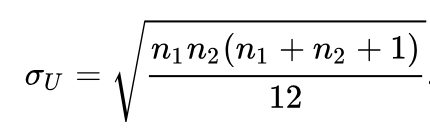 σ_U = √(n₁n₂(n₁ + n₂ + 1) / 12).